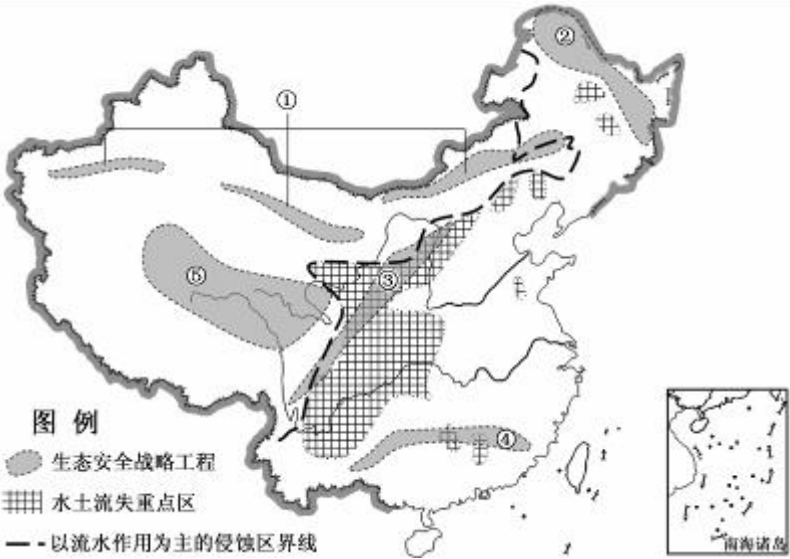 ①
②
③
④
⑤
图 例
生态安全战略工程
水土流失重点区
以流水作用为主的侵蚀区界线
南海诸岛